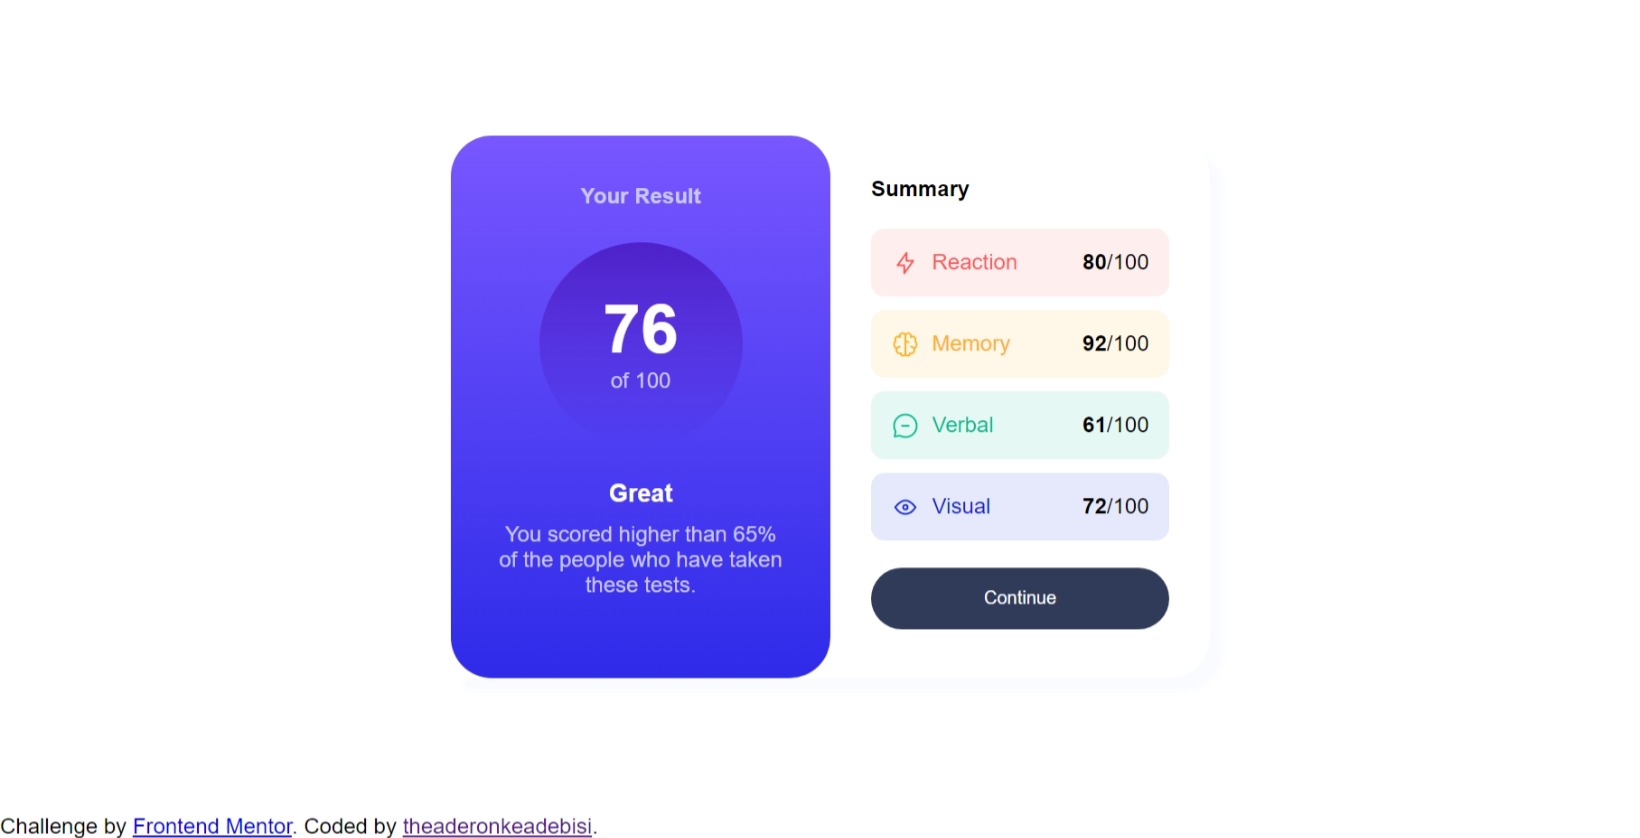 Your Result
76
of 100
Great
You scored higher than 65%
of the people who have taken
these tests.
Summary
Reaction 80/100
Memory 92/100
Verbal 61/100
Visual 72/100
Continue
Challenge by Frontend Mentor. Coded by theaderonkeadebisi.